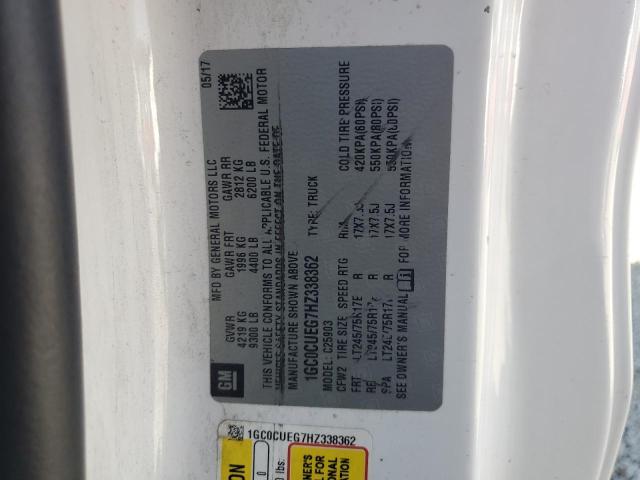 GM
MFD BY GENERAL MOTORS LLC
05/17
GVWR GAWR FRT GAWR RR
4219 KG 1996 KG 2812 KG
9300 LB 4400 LB 6200 LB
THIS VEHICLE CONFORMS TO ALL APPLICABLE U.S. FEDERAL MOTOR
VEHICLE SAFETY STANDARDS IN EFFECT ON THE DATE OF
MANUFACTURE SHOWN ABOVE
1GC0CUEG7HZ338362 TYPE: TRUCK
MODEL: C25903
CFW2 TIRE SIZE SPEED RTG RIM COLD TIRE PRESSURE
FRT LT245/75R17E R 17X7.5J 420KPA(60PSI)
RR LT245/75R17E R 17X7.5J 550KPA(80PSI)
SPA LT245/75R17E R 17X7.5J 550KPA(80PSI)
SEE OWNER'S MANUAL FOR MORE INFORMATION
1GC0CUEG7HZ338362